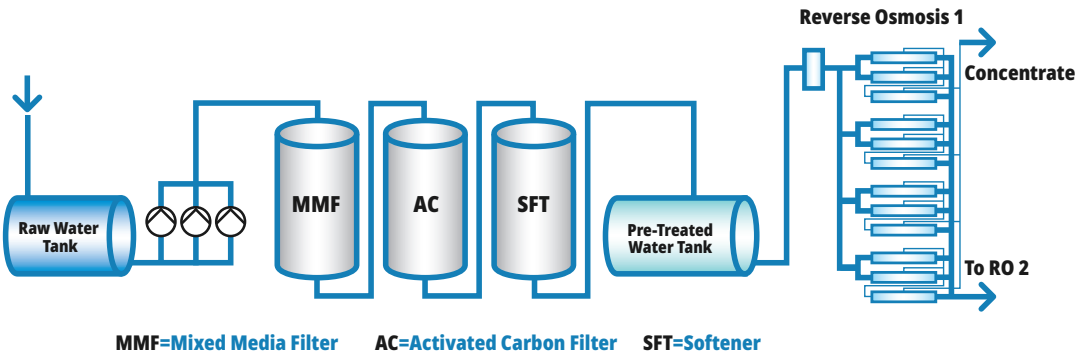 Reverse Osmosis 1
Concentrate
MMF
AC
SFT
Raw Water
Tank
Pre-Treated
Water Tank
To RO 2
MMF=Mixed Media Filter AC=Activated Carbon Filter SFT=Softener